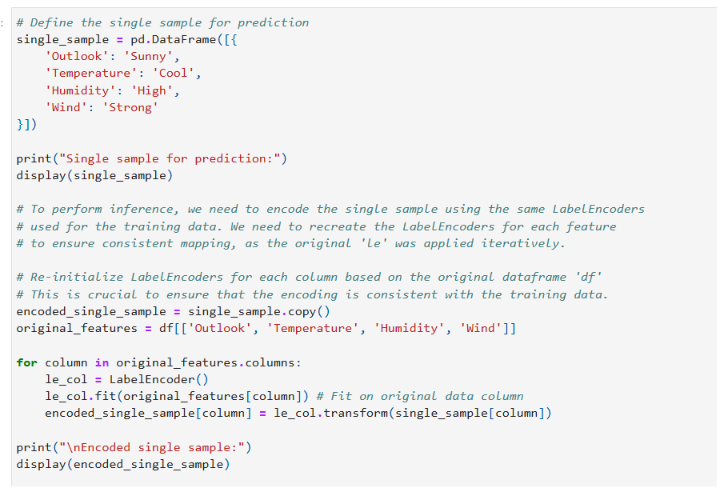 # Define the single sample for prediction
single_sample = pd.DataFrame([{
    'Outlook': 'Sunny',
    'Temperature': 'Cool',
    'Humidity': 'High',
    'Wind': 'Strong'
}])

print("Single sample for prediction:")
display(single_sample)

# To perform inference, we need to encode the single sample using the same LabelEncoders
# used for the training data. We need to recreate the LabelEncoders for each feature
# to ensure consistent mapping, as the original 'le' was applied iteratively.

# Re-initialize LabelEncoders for each column based on the original dataframe 'df'
# This is crucial to ensure that the encoding is consistent with the training data.
encoded_single_sample = single_sample.copy()
original_features = df[['Outlook', 'Temperature', 'Humidity', 'Wind']]

for column in original_features.columns:
    le_col = LabelEncoder()
    le_col.fit(original_features[column]) # Fit on original data column
    encoded_single_sample[column] = le_col.transform(single_sample[column])

print("\nEncoded single sample:")
display(encoded_single_sample)